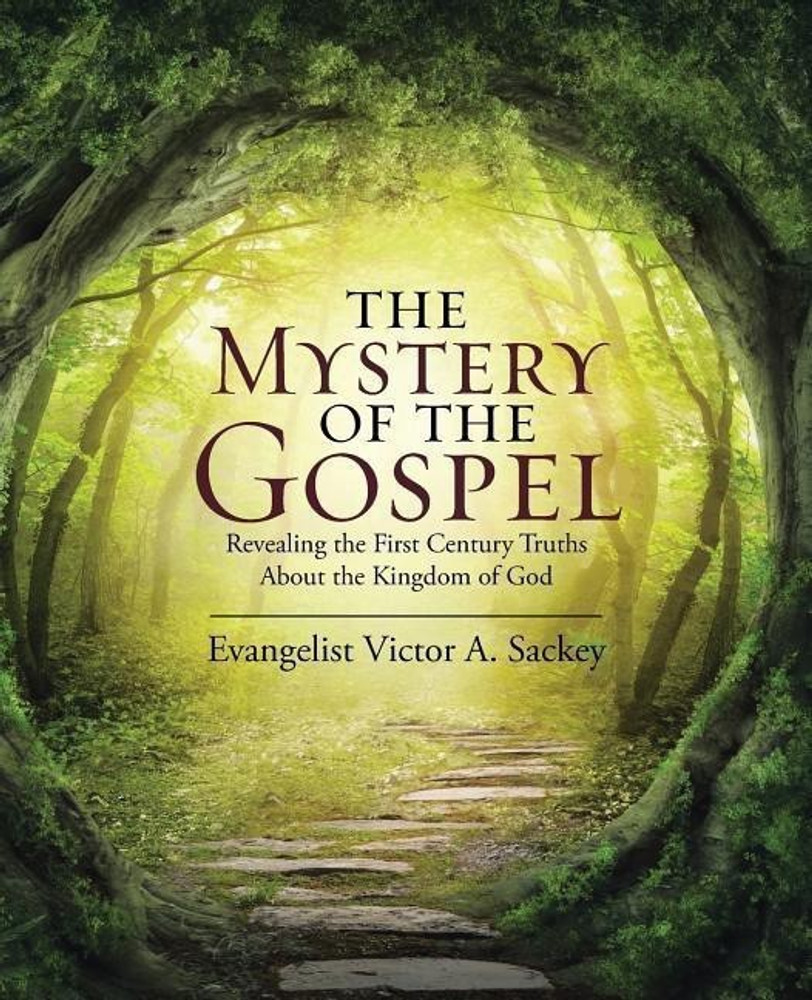 THE
MYSTERY
OF THE
GOSPEL
Revealing the First Century Truths
About the Kingdom of God
Evangelist Victor A. Sackey